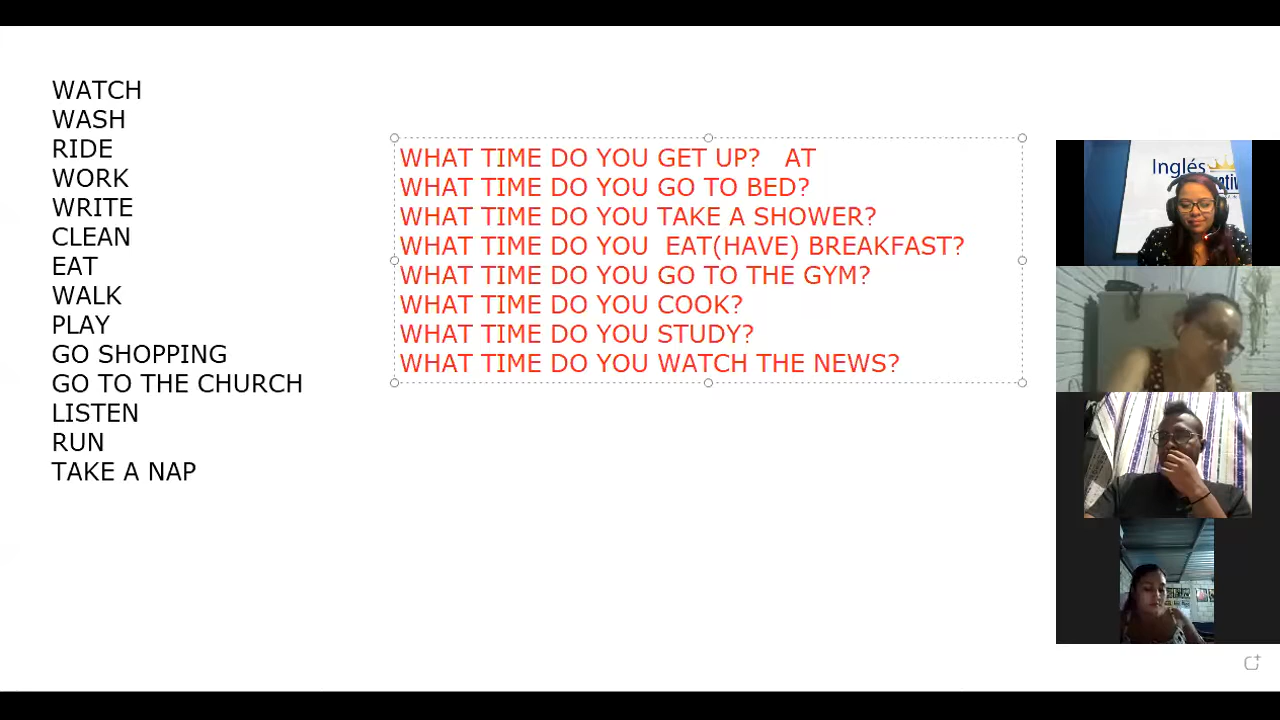 WATCH
WASH
RIDE
WORK
WRITE
CLEAN
EAT
WALK
PLAY
GO SHOPPING
GO TO THE CHURCH
LISTEN
RUN
TAKE A NAP
WHAT TIME DO YOU GET UP? AT
WHAT TIME DO YOU GO TO BED?
WHAT TIME DO YOU TAKE A SHOWER?
WHAT TIME DO YOU EAT(HAVE) BREAKFAST?
WHAT TIME DO YOU GO TO THE GYM?
WHAT TIME DO YOU COOK?
WHAT TIME DO YOU STUDY?
WHAT TIME DO YOU WATCH THE NEWS?
Inglés